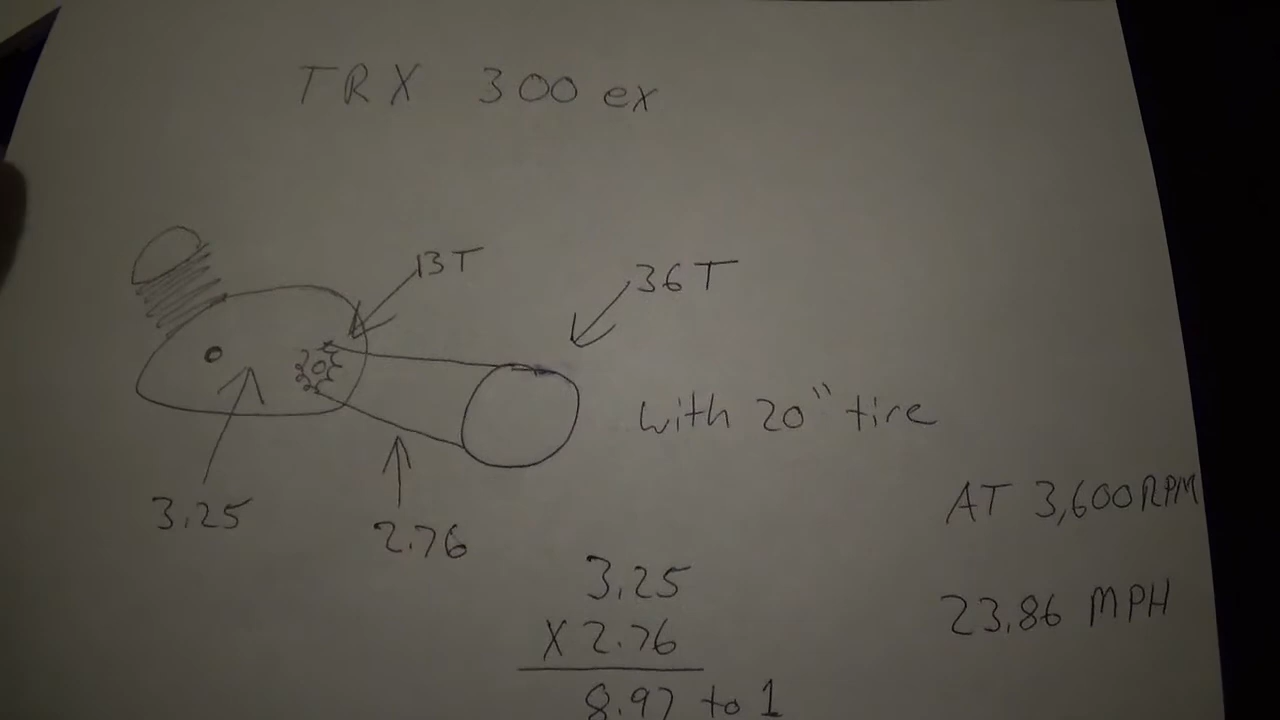 TRX 300 ex
13T
36T
with 20" tire
3.25
2.76
AT 3,600 RPM
23.86 MPH
3.25
X 2.76
8.97 to 1